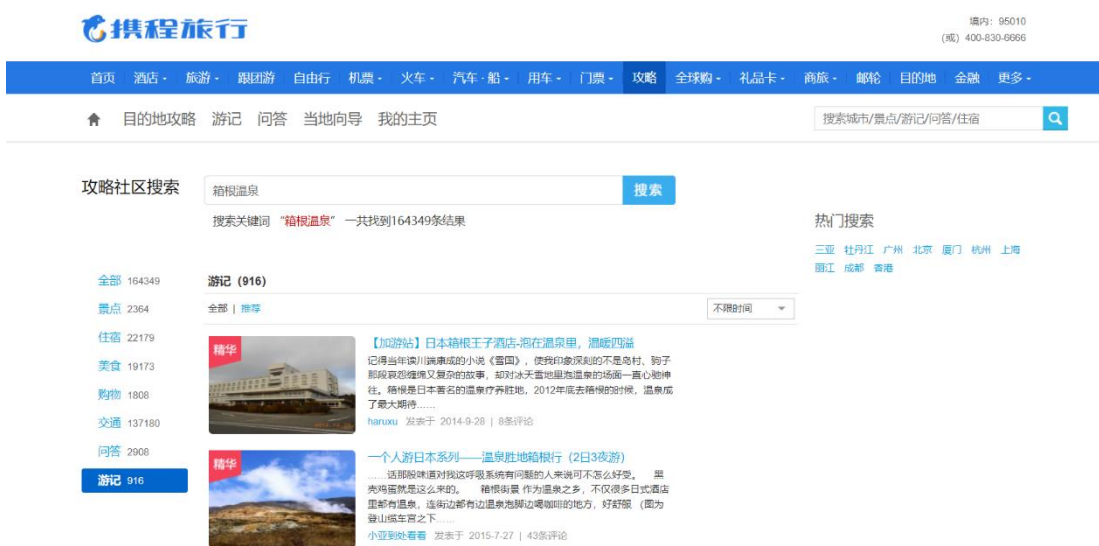 携程旅行
境内：95010
(或) 400-830-6666
首页 酒店 旅游 跟团游 自由行 机票 火车 汽车·船 用车 门票 攻略 全球购 礼品卡 商旅 邮轮 目的地 金融 更多
目的地攻略 游记 问答 当地向导 我的主页
搜索城市/景点/游记/问答/住宿
攻略社区搜索
箱根温泉
搜索
搜索关键词 “箱根温泉” 一共找到164349条结果
热门搜索
三亚 牡丹江 广州 北京 厦门 杭州 上海
丽江 成都 香港
全部 164349
景点 2364
住宿 22179
美食 19173
购物 1808
交通 137180
问答 2908
游记 916
游记 (916)
全部 | 推荐
不限时间
精华
【加游站】日本箱根王子酒店-泡在温泉里，温暖四溢
记得当年读川端康成的小说《雪国》，使我印象深刻的不是岛村、驹子
那段哀怨缠绵又复杂的故事，却对冰天雪地里泡温泉的场面一直心驰神
往。箱根是日本著名的温泉疗养胜地，2012年底去箱根的时候，温泉成
了最大期待......
haruxu 发表于 2014-9-28 | 8条评论
精华
一个人游日本系列——温泉胜地箱根行（2日3夜游）
......话那股味道对我这呼吸系统有问题的人来说可不怎么好受。 黑
壳鸡蛋就是这么来的。 箱根街景 作为温泉之乡，不仅很多日式酒店
里都有温泉，连街边都有边温泉泡脚边喝咖啡的地方，好舒服 （图为
登山缆车宫之下......
小亚到处看看 发表于 2015-7-27 | 43条评论